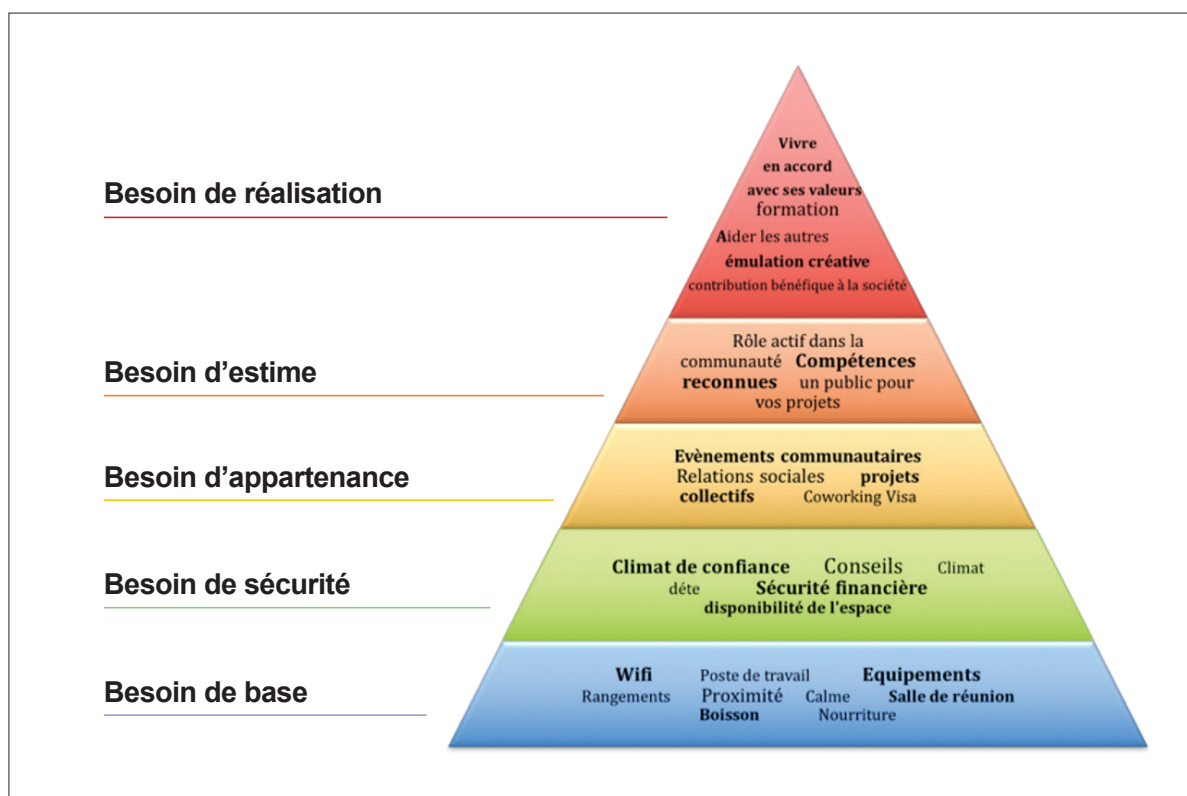 Vivre
en accord
avec ses valeurs
Besoin de réalisation
formation
Aider les autres
émulation créative
contribution bénéfique à la société
Rôle actif dans la
communauté Compétences
Besoin d'estime
reconnues un public pour
vos projets
Evènements communautaires
Besoin d'appartenance
Relations sociales projets
collectifs Coworking Visa
Climat de confiance Conseils Climat
Besoin de sécurité
déte Sécurité financière
disponibilité de l'espace
Wifi Poste de travail Equipements
Besoin de base
Rangements Proximité Calme Salle de réunion
Boisson Nourriture